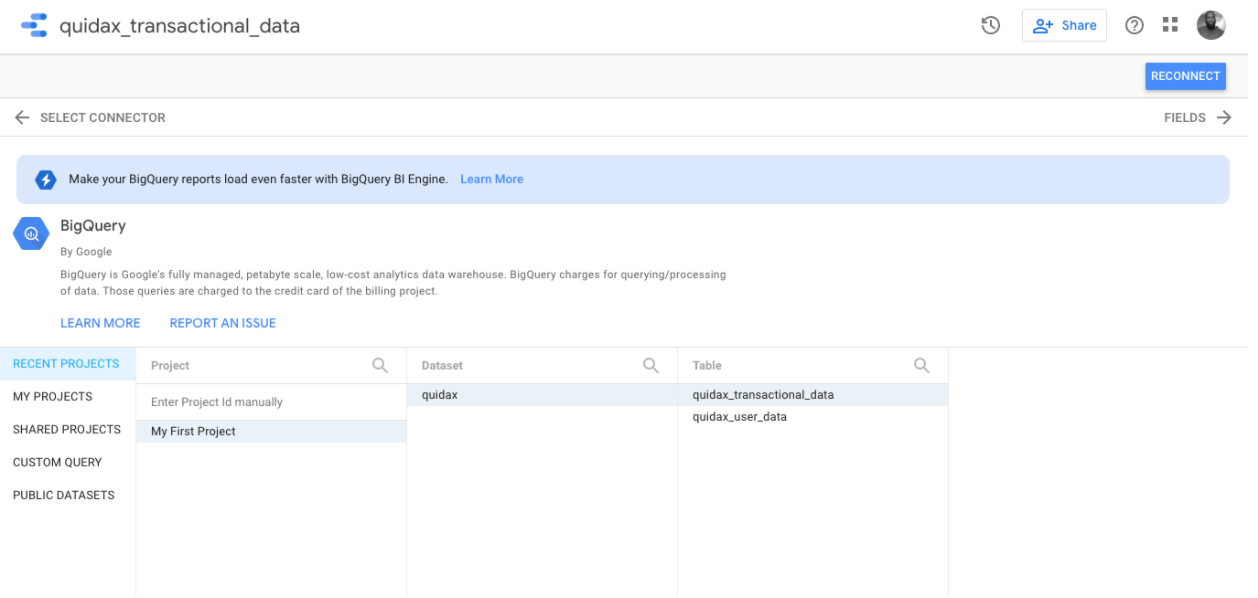 quidax_transactional_data
Share
RECONNECT
SELECT CONNECTOR
FIELDS
Make your BigQuery reports load even faster with BigQuery BI Engine. Learn More
BigQuery
By Google
BigQuery is Google's fully managed, petabyte scale, low-cost analytics data warehouse. BigQuery charges for querying/processing
of data. Those queries are charged to the credit card of the billing project.
LEARN MORE REPORT AN ISSUE
RECENT PROJECTS
MY PROJECTS
SHARED PROJECTS
CUSTOM QUERY
PUBLIC DATASETS
Project
Enter Project Id manually
My First Project
Dataset
quidax
Table
quidax_transactional_data
quidax_user_data